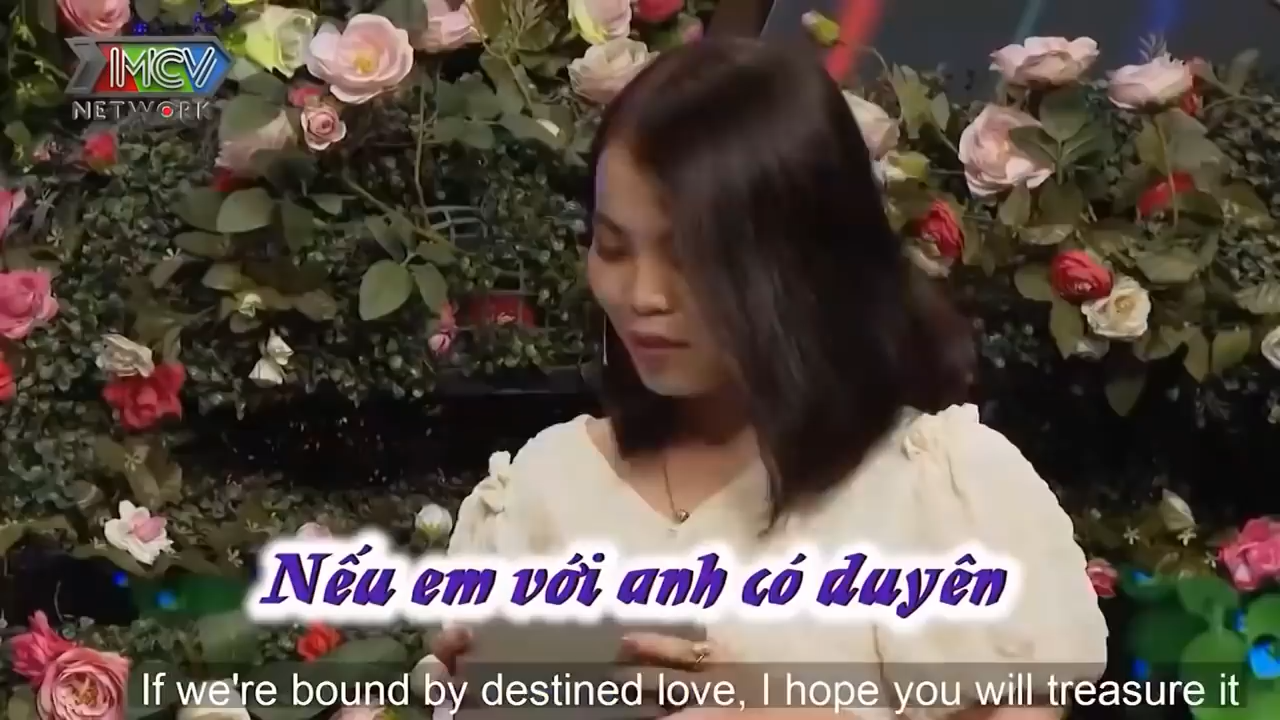 MCV
NETWORK
Nếu em với anh có duyên
If we're bound by destined love, I hope you will treasure it